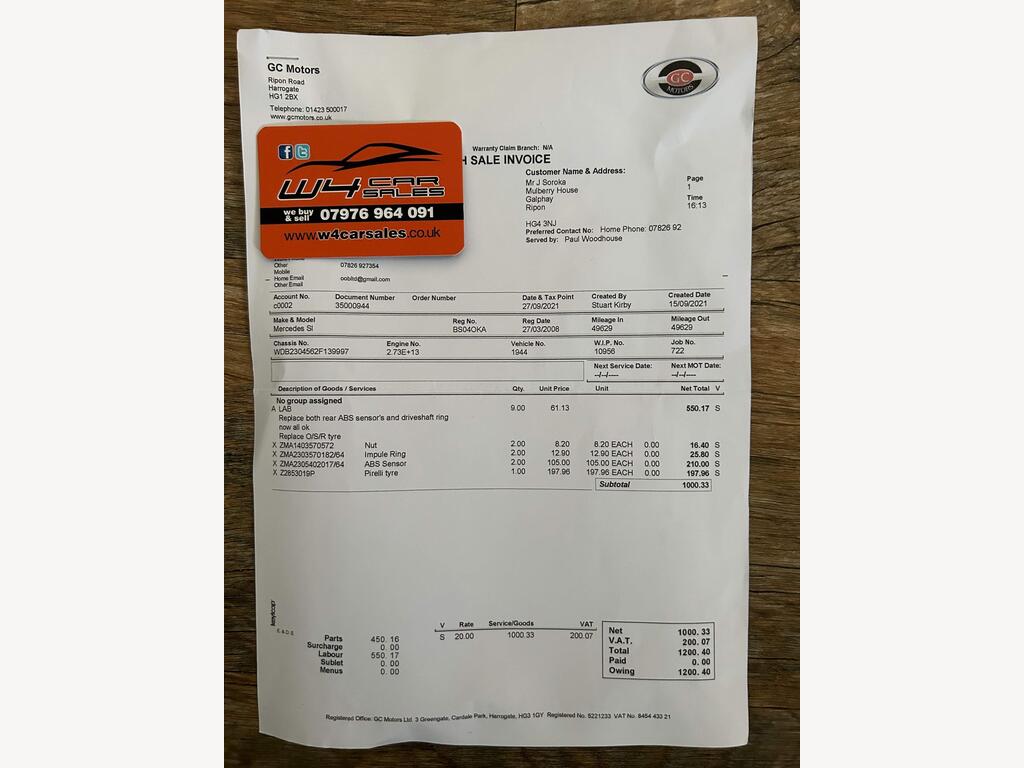 GC Motors
Ripon Road
Harrogate
HG1 2BX
Telephone: 01423 500017
www.gcmotors.co.uk
GC
MOTORS
W4 CAR SALES
we buy & sell 07976 964 091
www.w4carsales.co.uk
Warranty Claim Branch: N/A
H SALE INVOICE
Customer Name & Address:
Mr J Soroka
Mulberry House
Galphay
Ripon
HG4 3NJ
Preferred Contact No: Home Phone: 07826 92
Served by: Paul Woodhouse
Page
1
Time
16:13
Other 07826 927354
Mobile
Home Email oobltd@gmail.com
Other Email
Account No. Document Number Order Number Date & Tax Point Created By Created Date
c0002 35000944 27/09/2021 Stuart Kirby 15/09/2021
Make & Model Reg No. Reg Date Mileage In Mileage Out
Mercedes Sl BS04OKA 27/03/2008 49629 49629
Chassis No. Engine No. Vehicle No. W.I.P. No. Job No.
WDB2304562F139997 2.73E+13 1944 10956 722
Next Service Date: Next MOT Date:
--/--/---- --/--/----
Description of Goods / Services Qty. Unit Price Unit Net Total V
No group assigned
A LAB 9.00 61.13 550.17 S
Replace both rear ABS sensor's and driveshaft ring
now all ok
Replace O/S/R tyre
X ZMA1403570572 Nut 2.00 8.20 8.20 EACH 0.00 16.40 S
X ZMA2303570182/64 Impule Ring 2.00 12.90 12.90 EACH 0.00 25.80 S
X ZMA2305402017/64 ABS Sensor 2.00 105.00 105.00 EACH 0.00 210.00 S
X Z2853019P Pirelli tyre 1.00 197.96 197.96 EACH 0.00 197.96 S
Subtotal 1000.33
keyloop
E & O E
Parts 450.16
Surcharge 0.00
Labour 550.17
Sublet 0.00
Menus 0.00
V Rate Service/Goods VAT
S 20.00 1000.33 200.07
Net 1000.33
V.A.T. 200.07
Total 1200.40
Paid 0.00
Owing 1200.40
Registered Office: GC Motors Ltd. 3 Greengate, Cardale Park, Harrogate, HG3 1GY Registered No. 5221233 VAT No. 8454 433 21